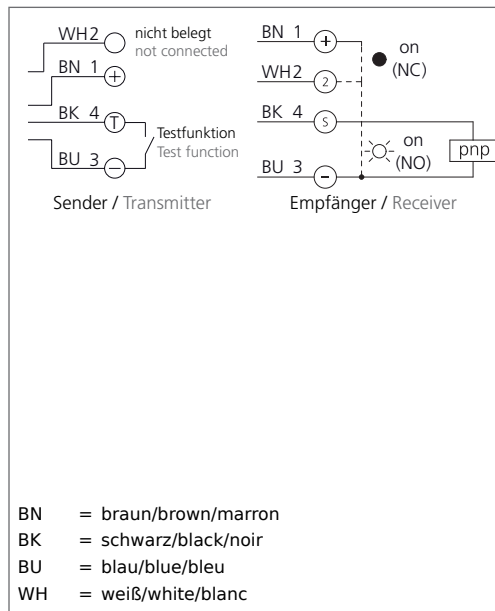 WH2 nicht belegt
not connected
BN 1 +
BK 4 T
Testfunktion
Test function
BU 3 −
Sender / Transmitter
BN 1 +
on
(NC)
WH2 2
BK 4 S
on
(NO)
pnp
BU 3 -
Empfänger / Receiver
BN = braun/brown/marron
BK = schwarz/black/noir
BU = blau/blue/bleu
WH = weiß/white/blanc